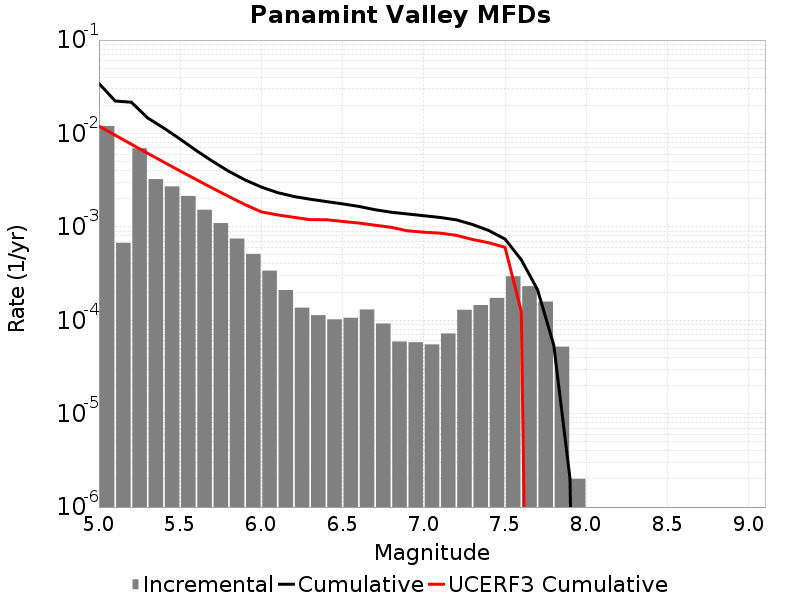 Panamint Valley MFDs
10^-1
10^-2
10^-3
10^-4
10^-5
10^-6
Rate (1/yr)
5.0 5.5 6.0 6.5 7.0 7.5 8.0 8.5 9.0
Magnitude
Incremental Cumulative UCERF3 Cumulative